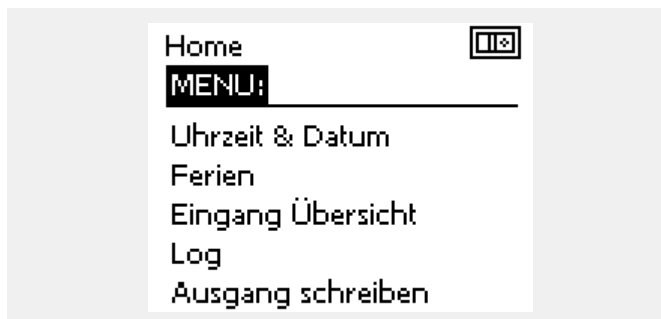 Home
MENU:
Uhrzeit & Datum
Ferien
Eingang Übersicht
Log
Ausgang schreiben